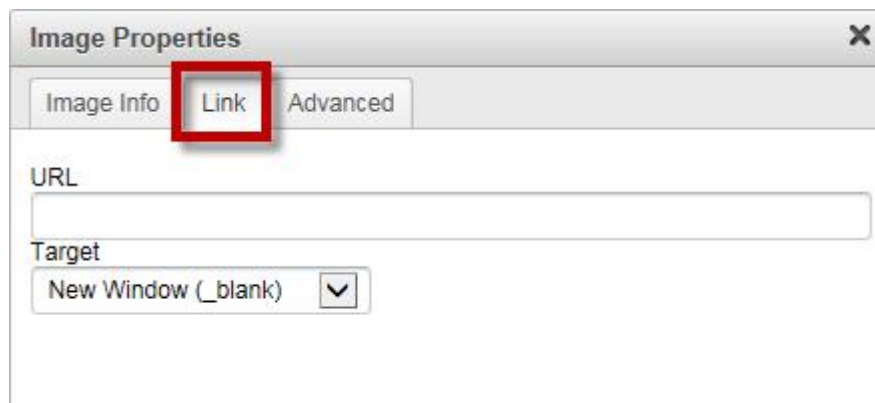 Image Properties
Image Info Link Advanced
URL
Target
New Window (_blank)